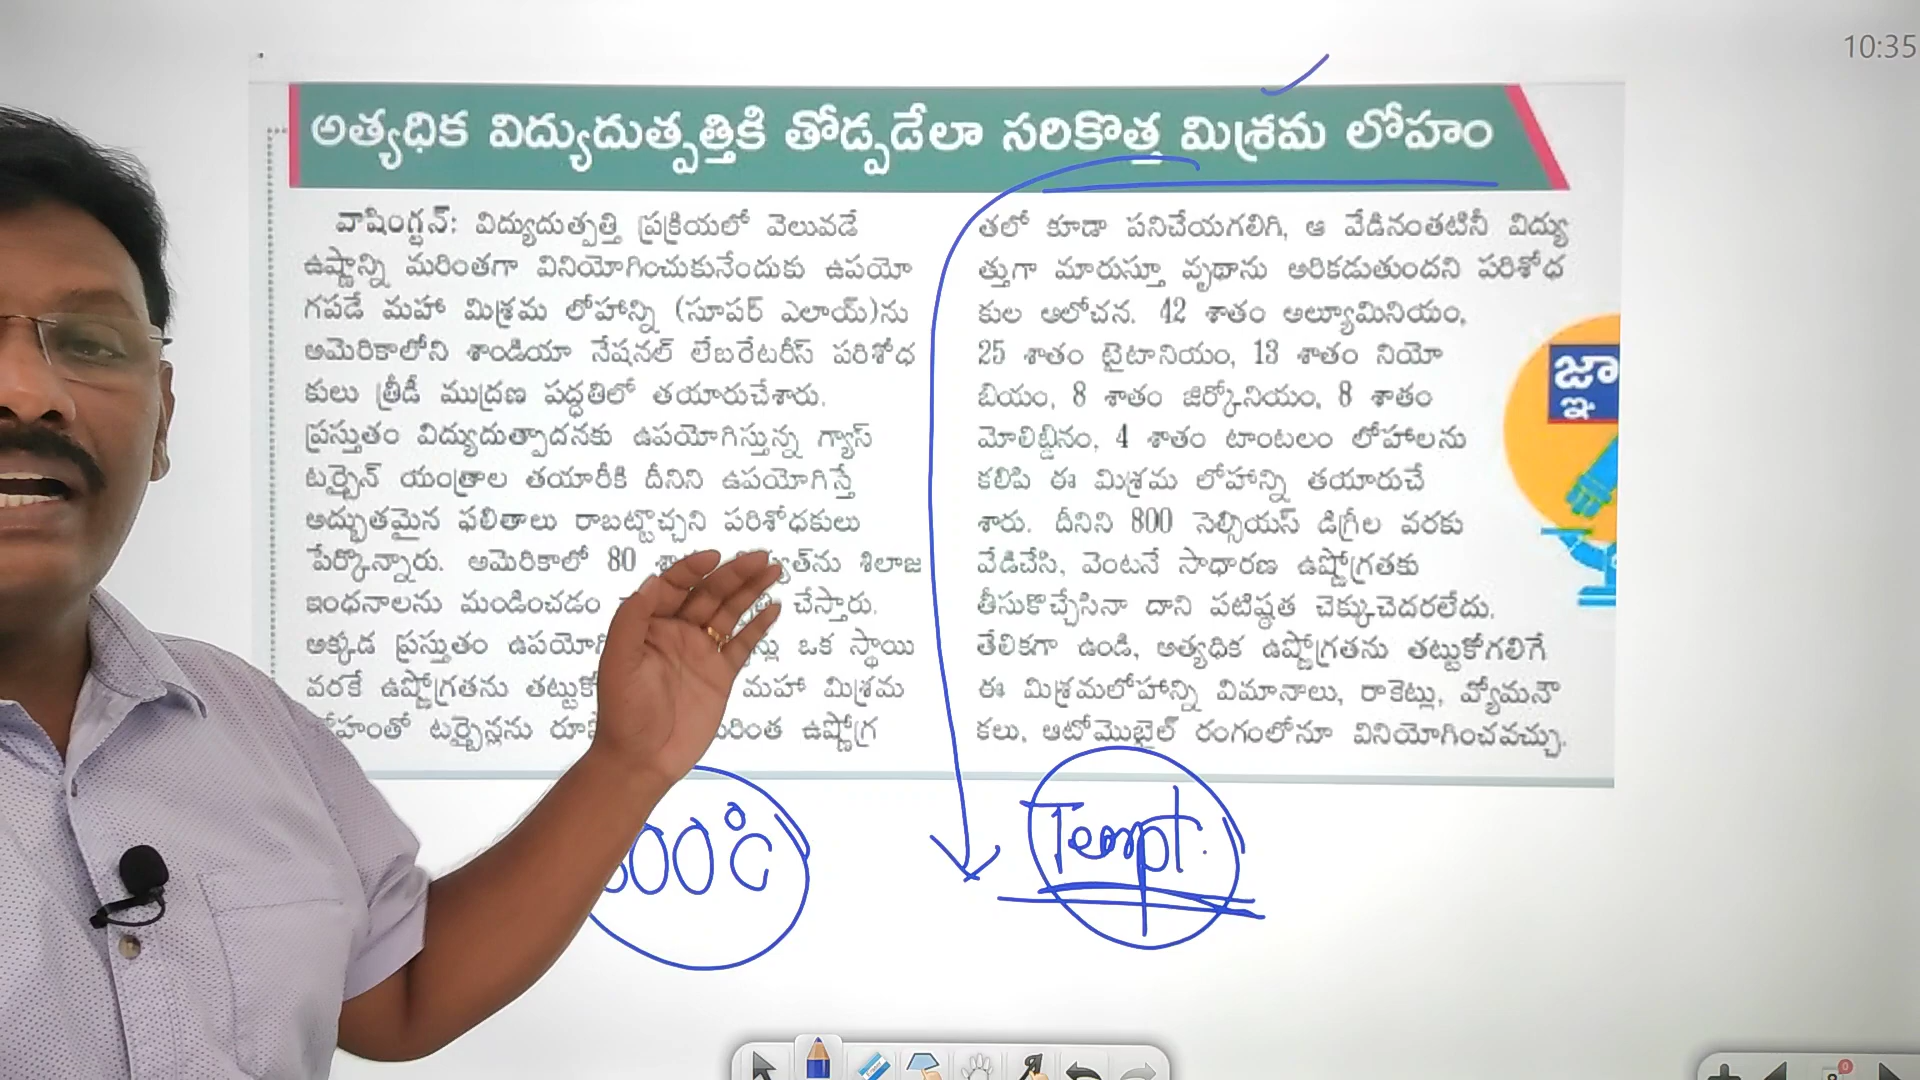 10:35
అత్యధిక విద్యుదుత్పత్తికి తోడ్పడేలా సరికొత్త మిశ్రమ లోహం
వాషింగ్టన్: విద్యుదుత్పత్తి ప్రక్రియలో వెలువడే
ఉష్ణాన్ని మరింతగా వినియోగించుకునేందుకు ఉపయో
గపడే మహా మిశ్రమ లోహాన్ని (సూపర్ ఎలాయ్)ను
అమెరికాలోని శాండియా నేషనల్ లేబరేటరీస్ పరిశోధ
కులు త్రీడీ ముద్రణ పద్ధతిలో తయారుచేశారు.
ప్రస్తుతం విద్యుదుత్పాదనకు ఉపయోగిస్తున్న గ్యాస్
టర్బైన్ యంత్రాల తయారీకి దీనిని ఉపయోగిస్తే
అద్భుతమైన ఫలితాలు రాబట్టొచ్చని పరిశోధకులు
పేర్కొన్నారు. అమెరికాలో 80 శిలాజ
ఇంధనాలను మండించడం చేస్తారు.
అక్కడ ప్రస్తుతం ఒక స్థాయి
వరకే ఉష్ణోగ్రతను మహా మిశ్రమ
టర్బైన్లను ఉష్ణోగ్ర
తలో కూడా పనిచేయగలిగి, ఆ వేడినంతటినీ విద్యు
త్తుగా మారుస్తూ వృథాను అరికడుతుందని పరిశోధ
కుల ఆలోచన. 42 శాతం అల్యూమినియం,
25 శాతం టైటానియం, 13 శాతం నియో
బియం, 8 శాతం జిర్కోనియం, 8 శాతం
మోలిబ్డినం, 4 శాతం టాంటలం లోహాలను
కలిపి ఈ మిశ్రమ లోహాన్ని తయారుచే
శారు. దీనిని 800 సెల్సియస్ డిగ్రీల వరకు
వేడిచేసి, వెంటనే సాధారణ ఉష్ణోగ్రతకు
తీసుకొచ్చేసినా దాని పటిష్ఠత చెక్కుచెదరలేదు.
తేలికగా ఉండి, అత్యధిక ఉష్ణోగ్రతను తట్టుకోగలిగే
ఈ మిశ్రమలోహాన్ని విమానాలు, రాకెట్లు, వ్యోమనౌ
కలు, ఆటోమొబైల్ రంగంలోనూ వినియోగించవచ్చు.
Tempt.